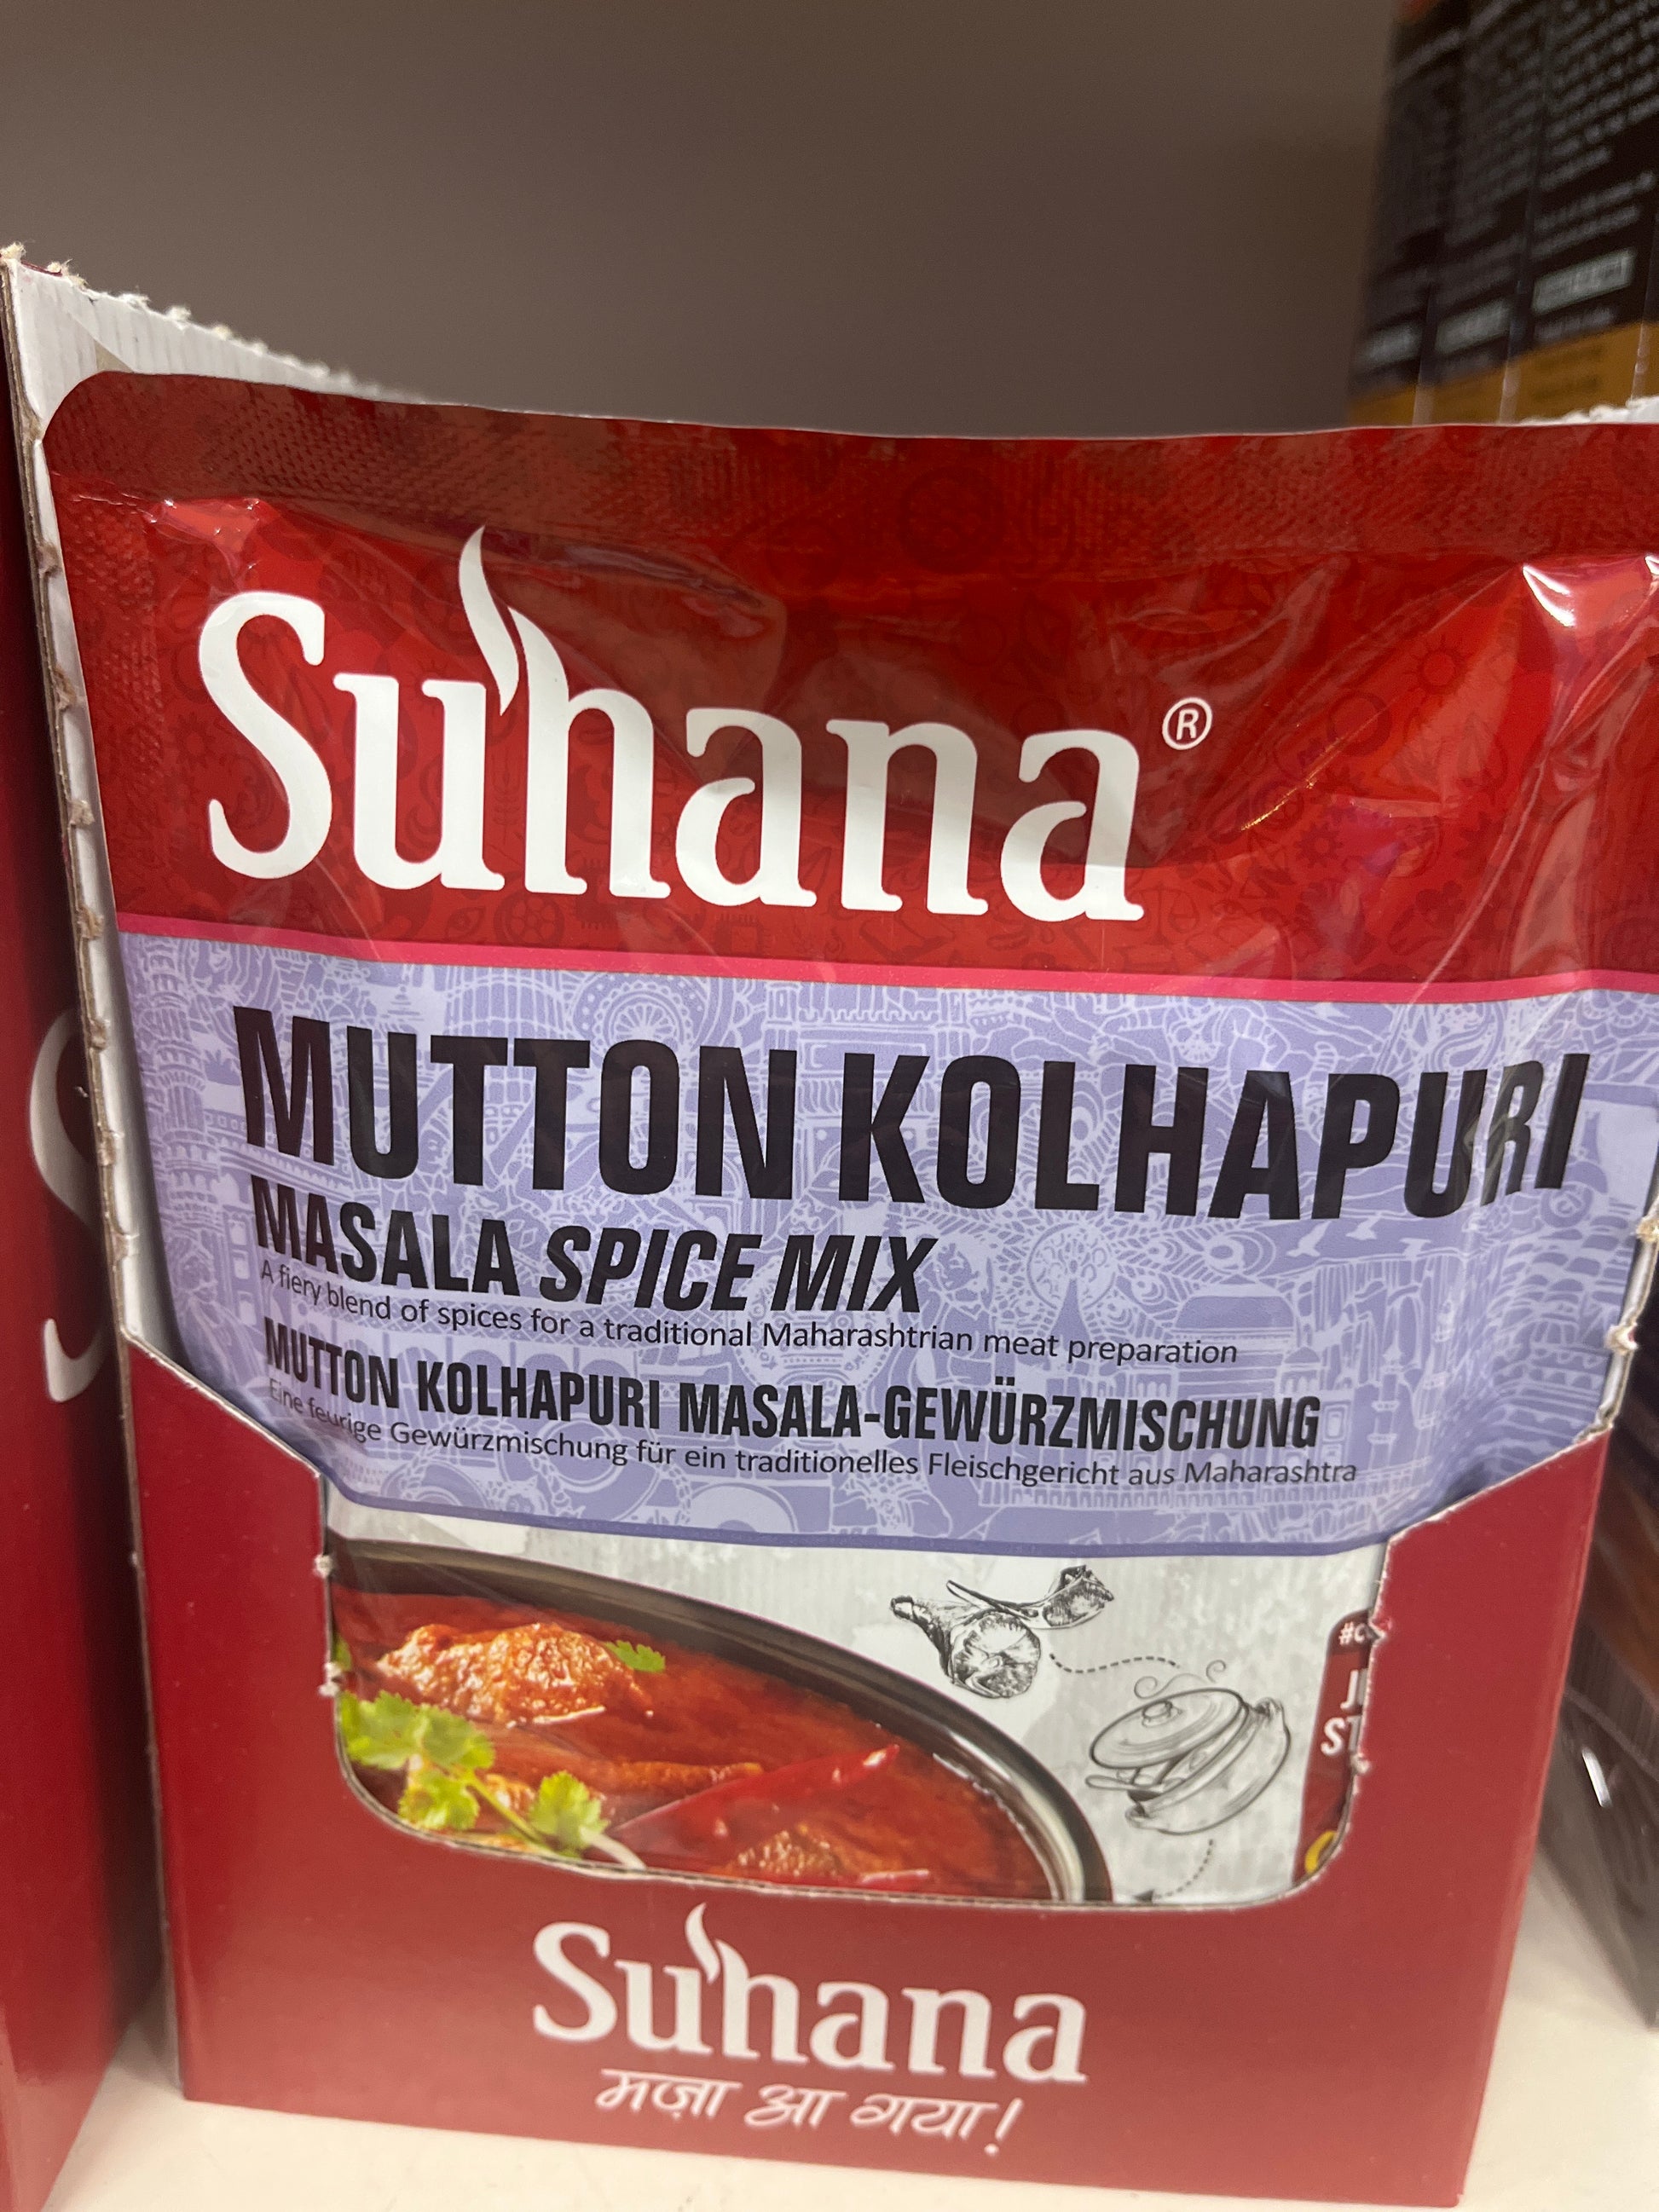 Suhana®
MUTTON KOLHAPURI
MASALA SPICE MIX
A fiery blend of spices for a traditional Maharashtrian meat preparation
MUTTON KOLHAPURI MASALA-GEWÜRZMISCHUNG
Eine feurige Gewürzmischung für ein traditionelles Fleischgericht aus Maharashtra
Suhana
मज़ा आ गया!